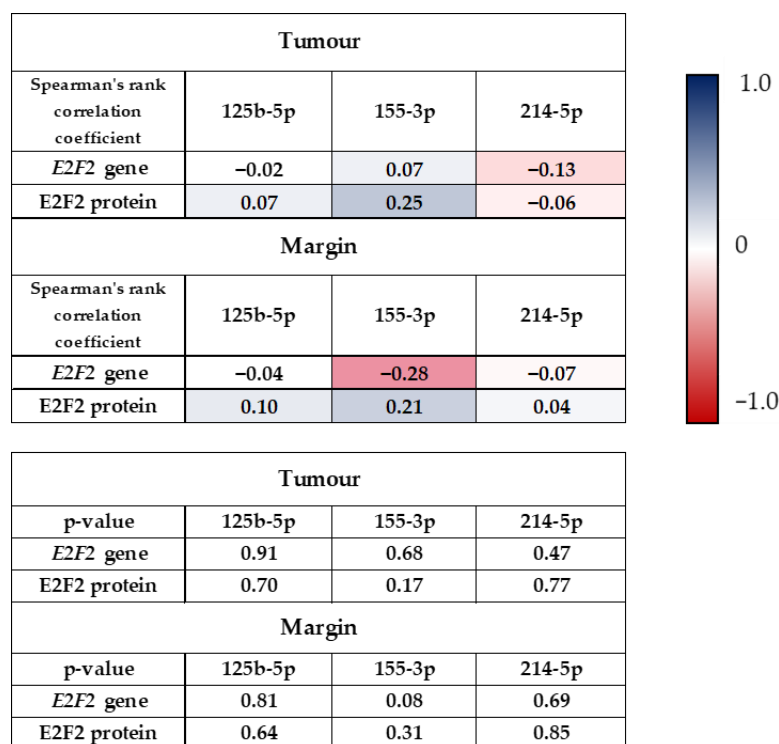 Tumour
Spearman's rank
correlation
coefficient
125b-5p 155-3p 214-5p
E2F2 gene −0.02 0.07 −0.13
E2F2 protein 0.07 0.25 −0.06
Margin
Spearman's rank
correlation
coefficient
125b-5p 155-3p 214-5p
E2F2 gene −0.04 −0.28 −0.07
E2F2 protein 0.10 0.21 0.04
1.0
0
−1.0
Tumour
p-value 125b-5p 155-3p 214-5p
E2F2 gene 0.91 0.68 0.47
E2F2 protein 0.70 0.17 0.77
Margin
p-value 125b-5p 155-3p 214-5p
E2F2 gene 0.81 0.08 0.69
E2F2 protein 0.64 0.31 0.85